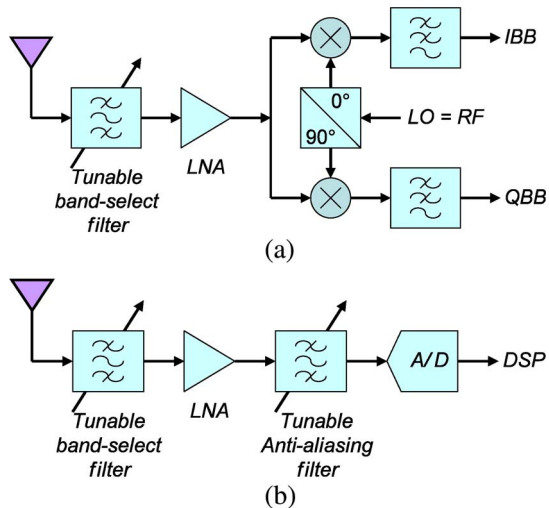 IBB
0°
90°
LO = RF
Tunable
band-select
filter
LNA
QBB
(a)
A/D
DSP
LNA
Tunable
band-select
filter
Tunable
Anti-aliasing
filter
(b)